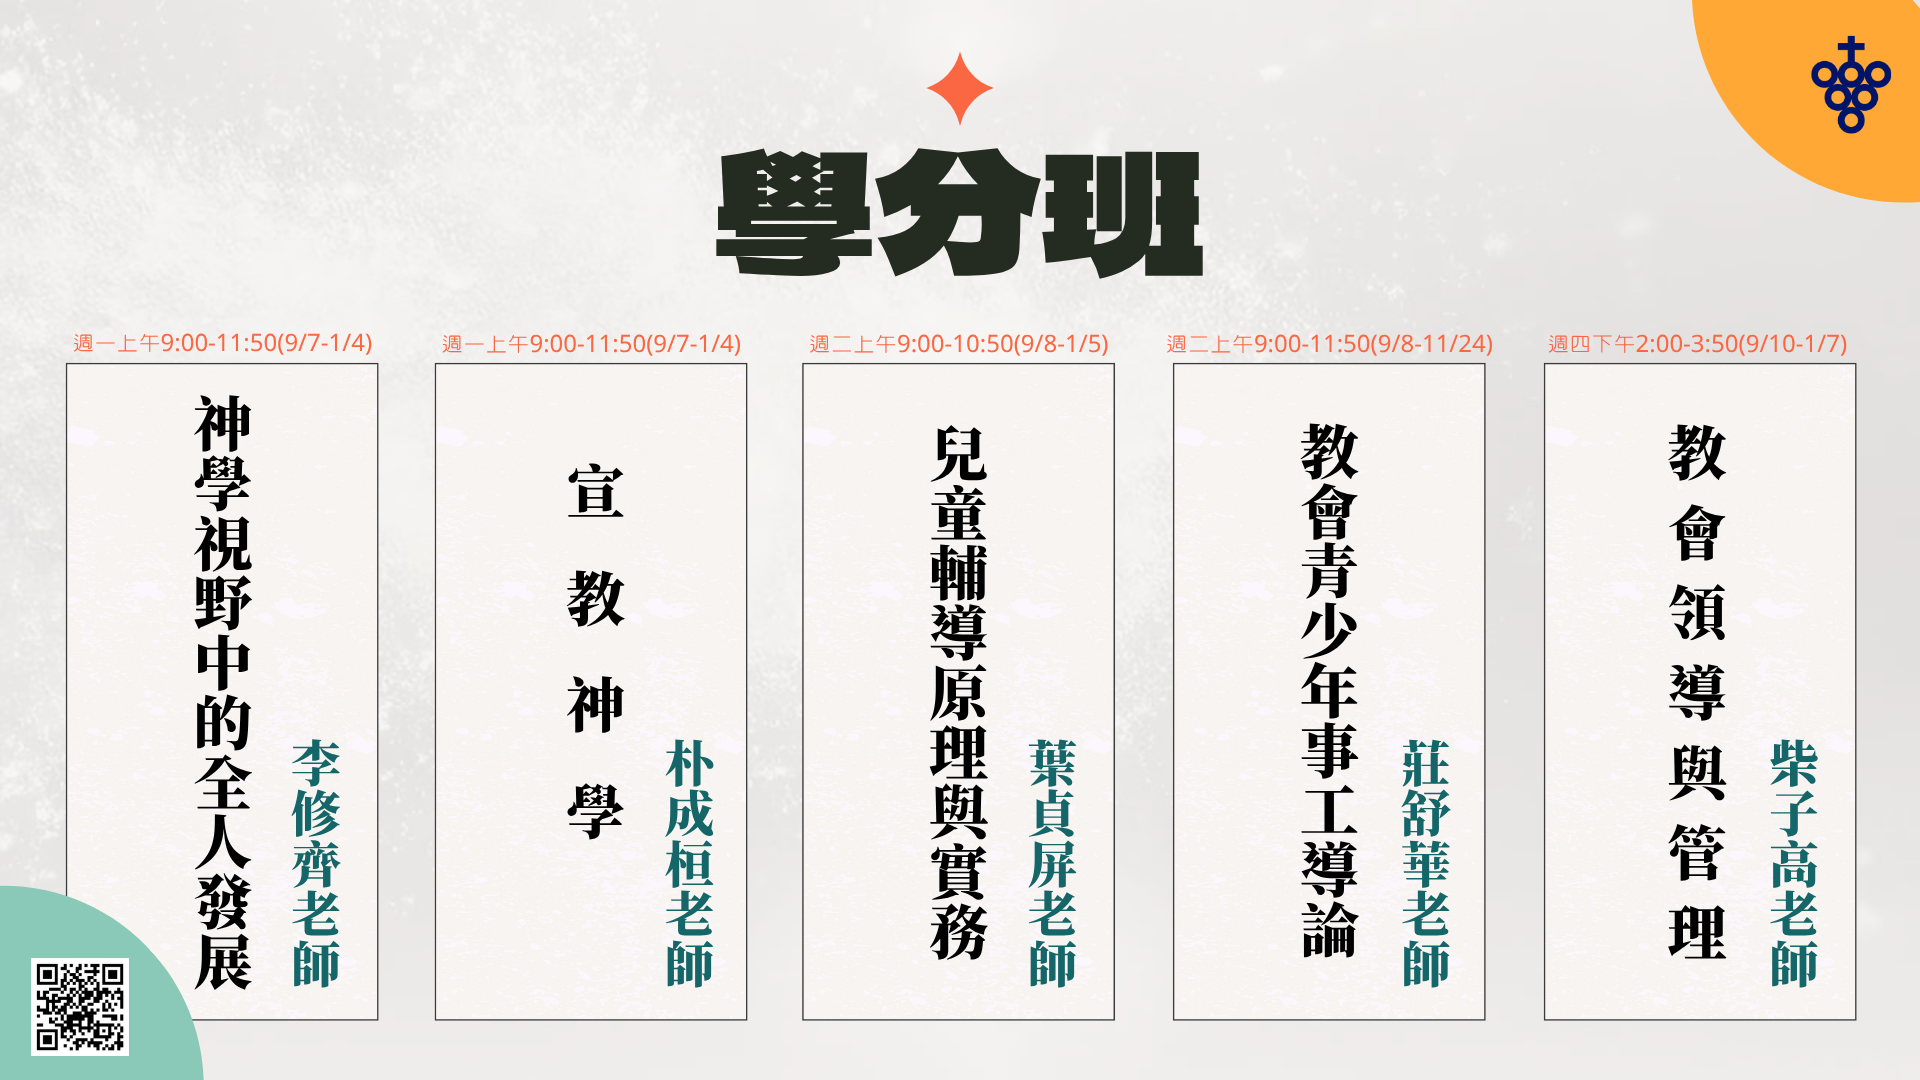 學分班
週一上午9:00-11:50(9/7-1/4)
神學視野中的全人發展
李修齊老師
週一上午9:00-11:50(9/7-1/4)
宣教神學
朴成桓老師
週二上午9:00-10:50(9/8-1/5)
兒童輔導原理與實務
葉貞屏老師
週二上午9:00-11:50(9/8-11/24)
教會青少年事工導論
莊舒華老師
週四下午2:00-3:50(9/10-1/7)
教會領導與管理
柴子高老師